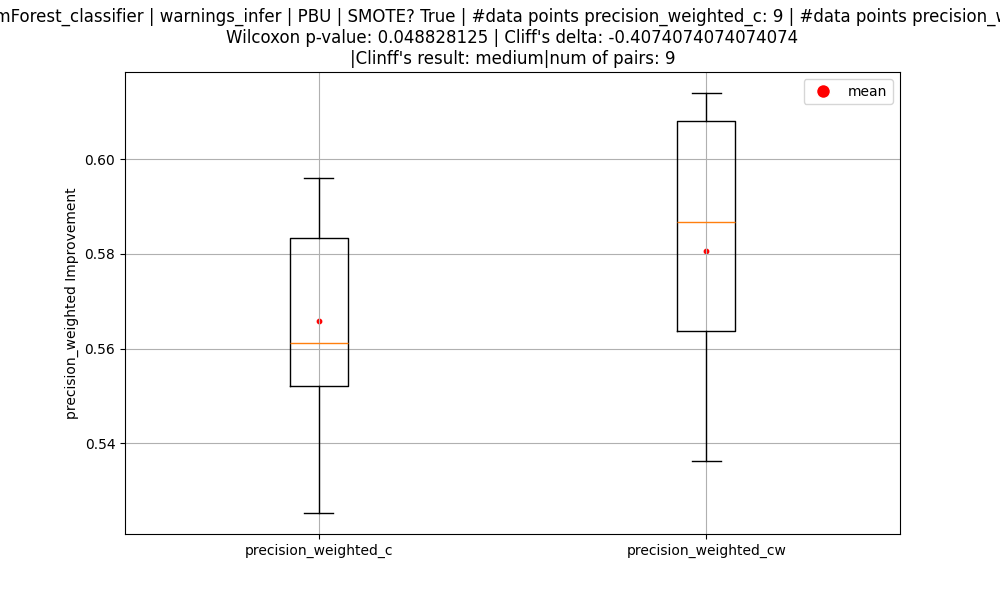 mForest_classifier | warnings_infer | PBU | SMOTE? True | #data points precision_weighted_c: 9 | #data points precision_w
Wilcoxon p-value: 0.048828125 | Cliff's delta: -0.4074074074074074
|Clinff's result: medium|num of pairs: 9
mean
0.60
0.58
0.56
0.54
precision_weighted Improvement
precision_weighted_c
precision_weighted_cw